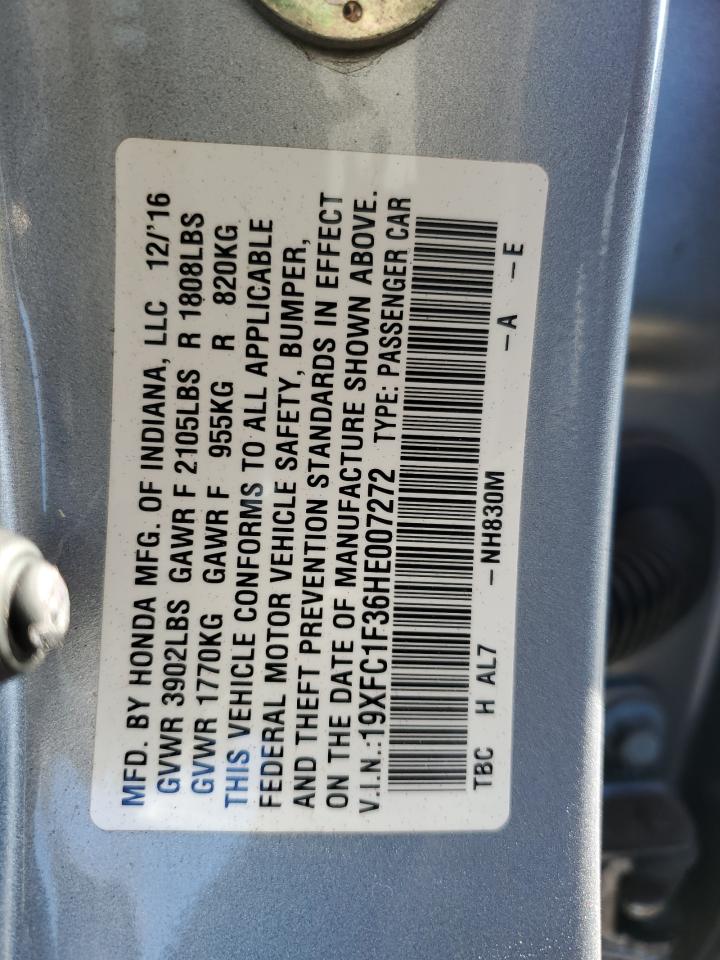 MFD. BY HONDA MFG. OF INDIANA, LLC 12/'16
GVWR 3902LBS GAWR F 2105LBS R 1808LBS
GVWR 1770KG GAWR F 955KG R 820KG
THIS VEHICLE CONFORMS TO ALL APPLICABLE
FEDERAL MOTOR VEHICLE SAFETY, BUMPER,
AND THEFT PREVENTION STANDARDS IN EFFECT
ON THE DATE OF MANUFACTURE SHOWN ABOVE.
V.I.N.:19XFC1F36HE007272 TYPE: PASSENGER CAR
TBC H AL7 -NH830M -A -E